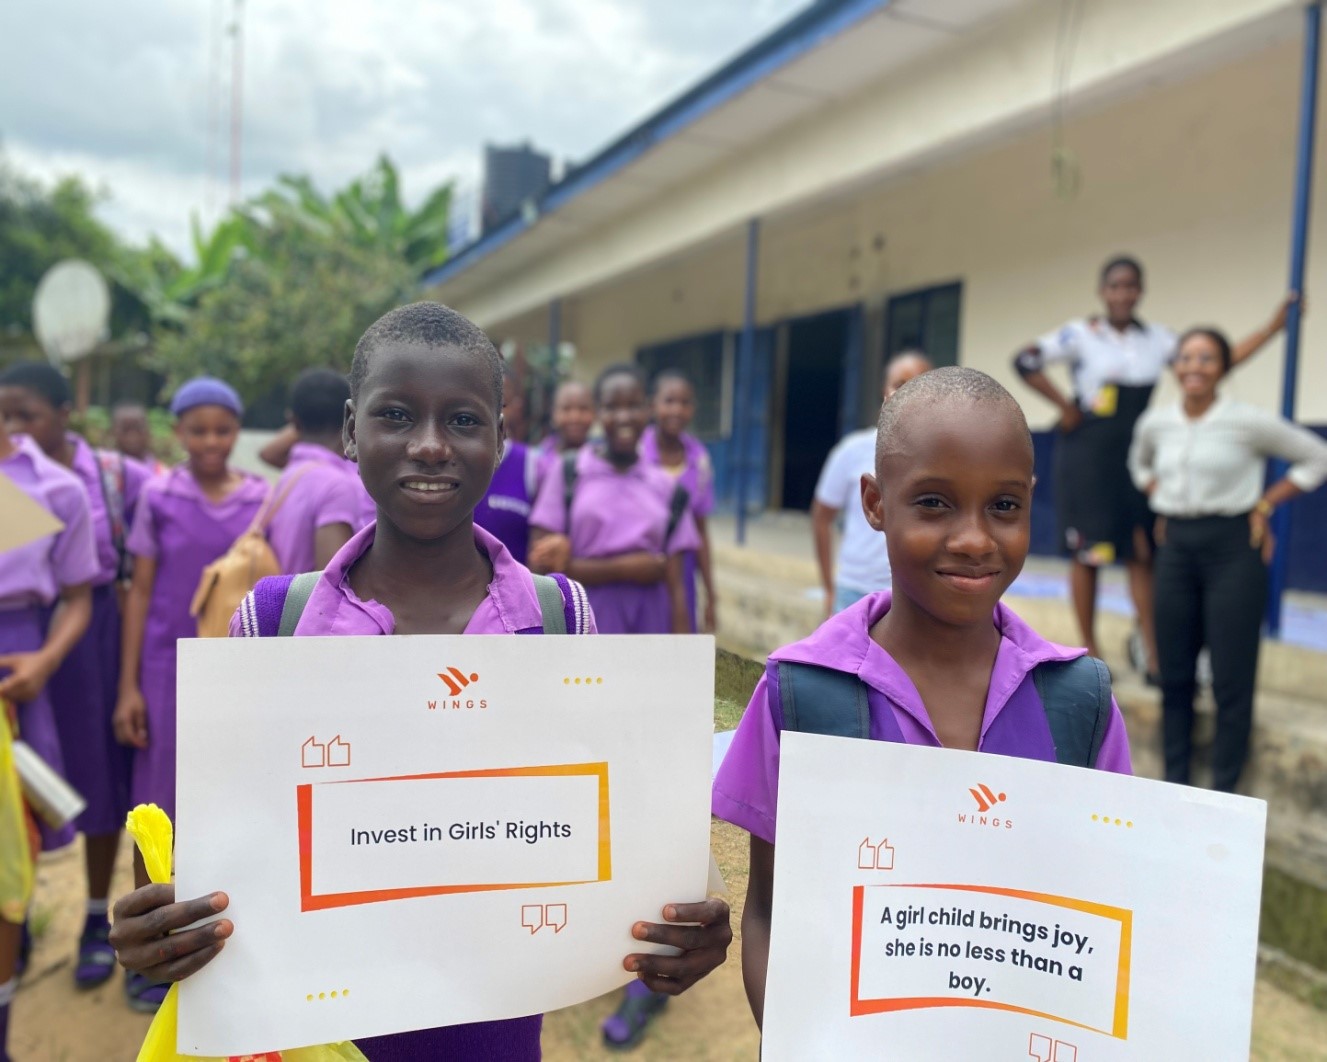 WINGS
Invest in Girls' Rights
WINGS
A girl child brings joy,
she is no less than a
boy.